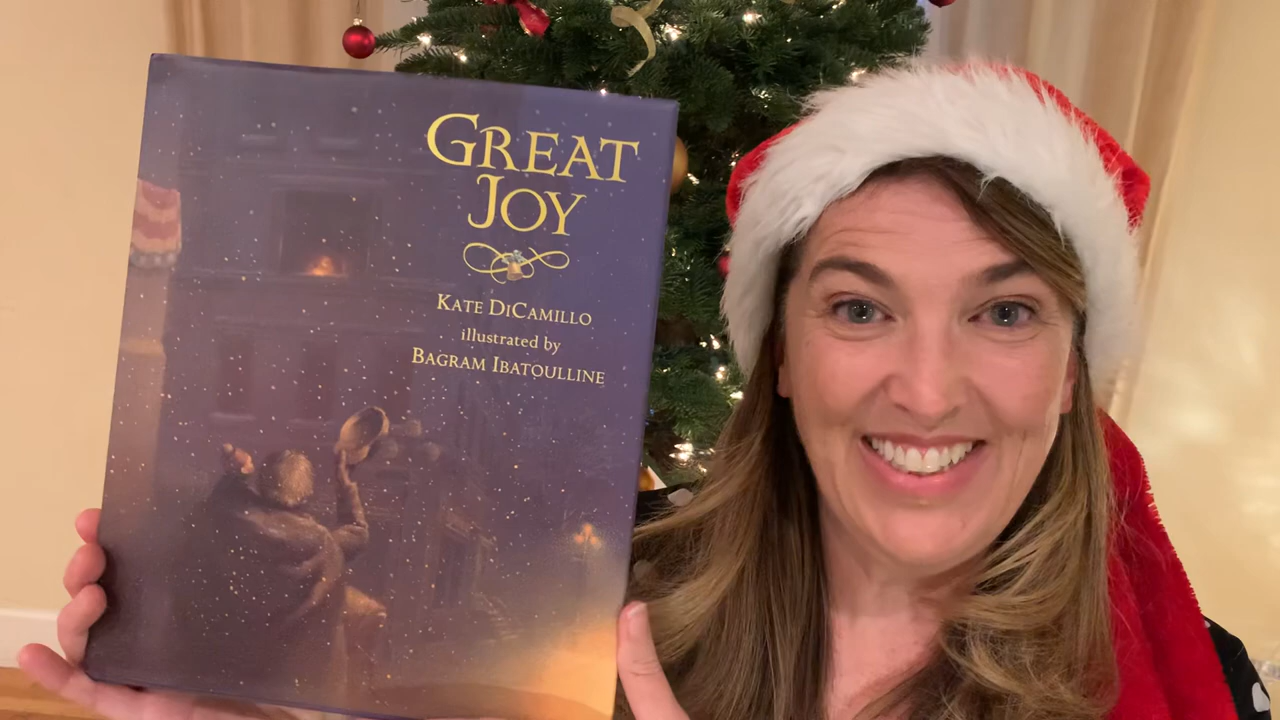 GREAT
JOY
KATE DICAMILLO
illustrated by
BAGRAM IBATOULLINE